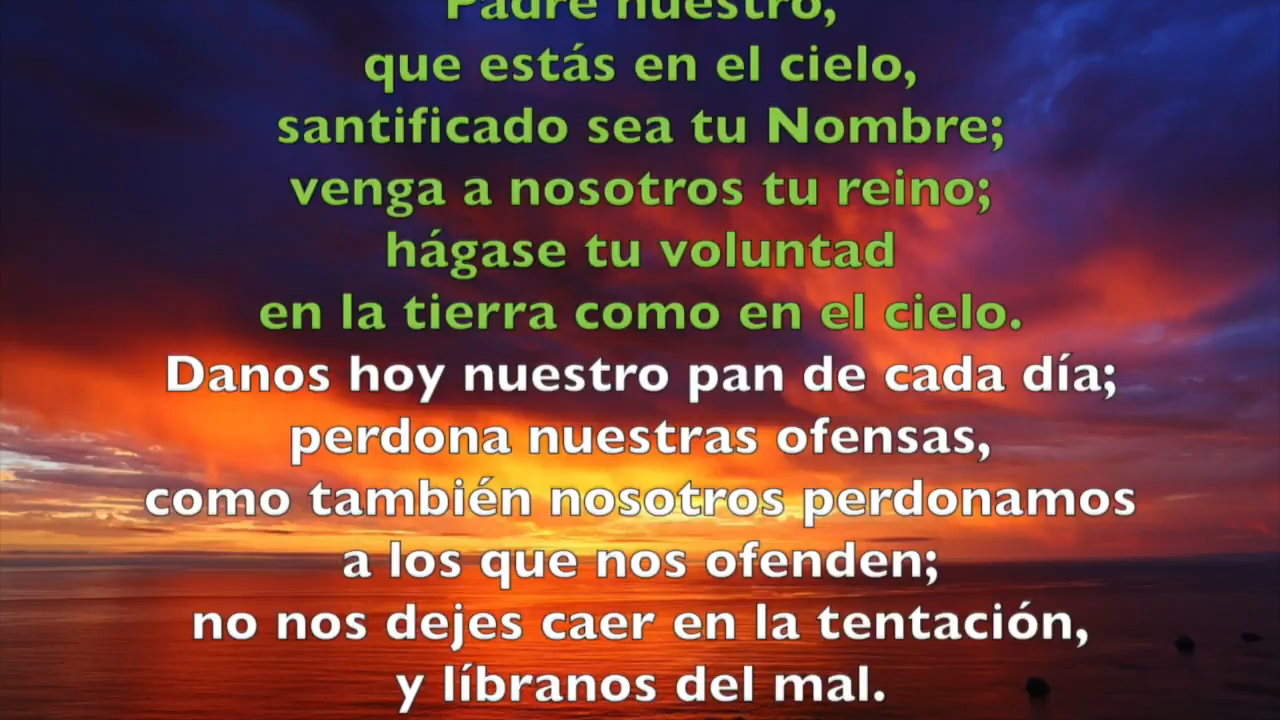 Padre nuestro,
que estás en el cielo,
santificado sea tu Nombre;
venga a nosotros tu reino;
hágase tu voluntad
en la tierra como en el cielo.
Danos hoy nuestro pan de cada día;
perdona nuestras ofensas,
como también nosotros perdonamos
a los que nos ofenden;
no nos dejes caer en la tentación,
y líbranos del mal.